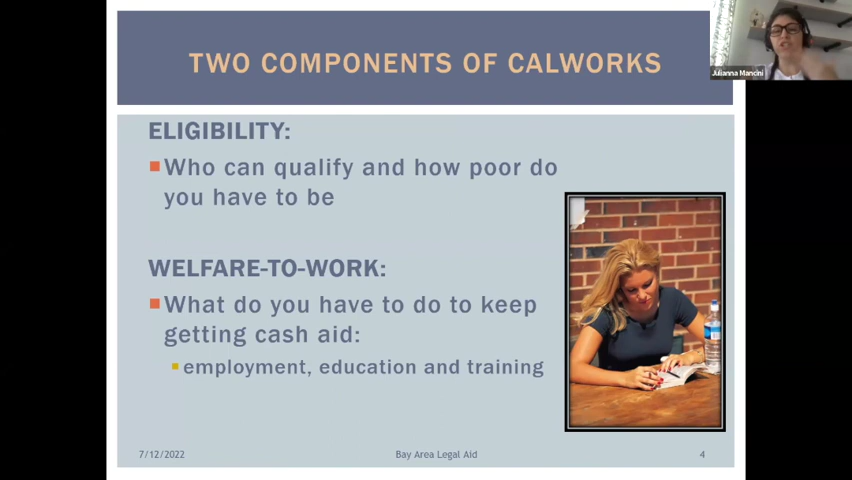 TWO COMPONENTS OF CALWORKS
Julianna Mancini
ELIGIBILITY:
Who can qualify and how poor do
you have to be
WELFARE-TO-WORK:
What do you have to do to keep
getting cash aid:
employment, education and training
7/12/2022
Bay Area Legal Aid
4